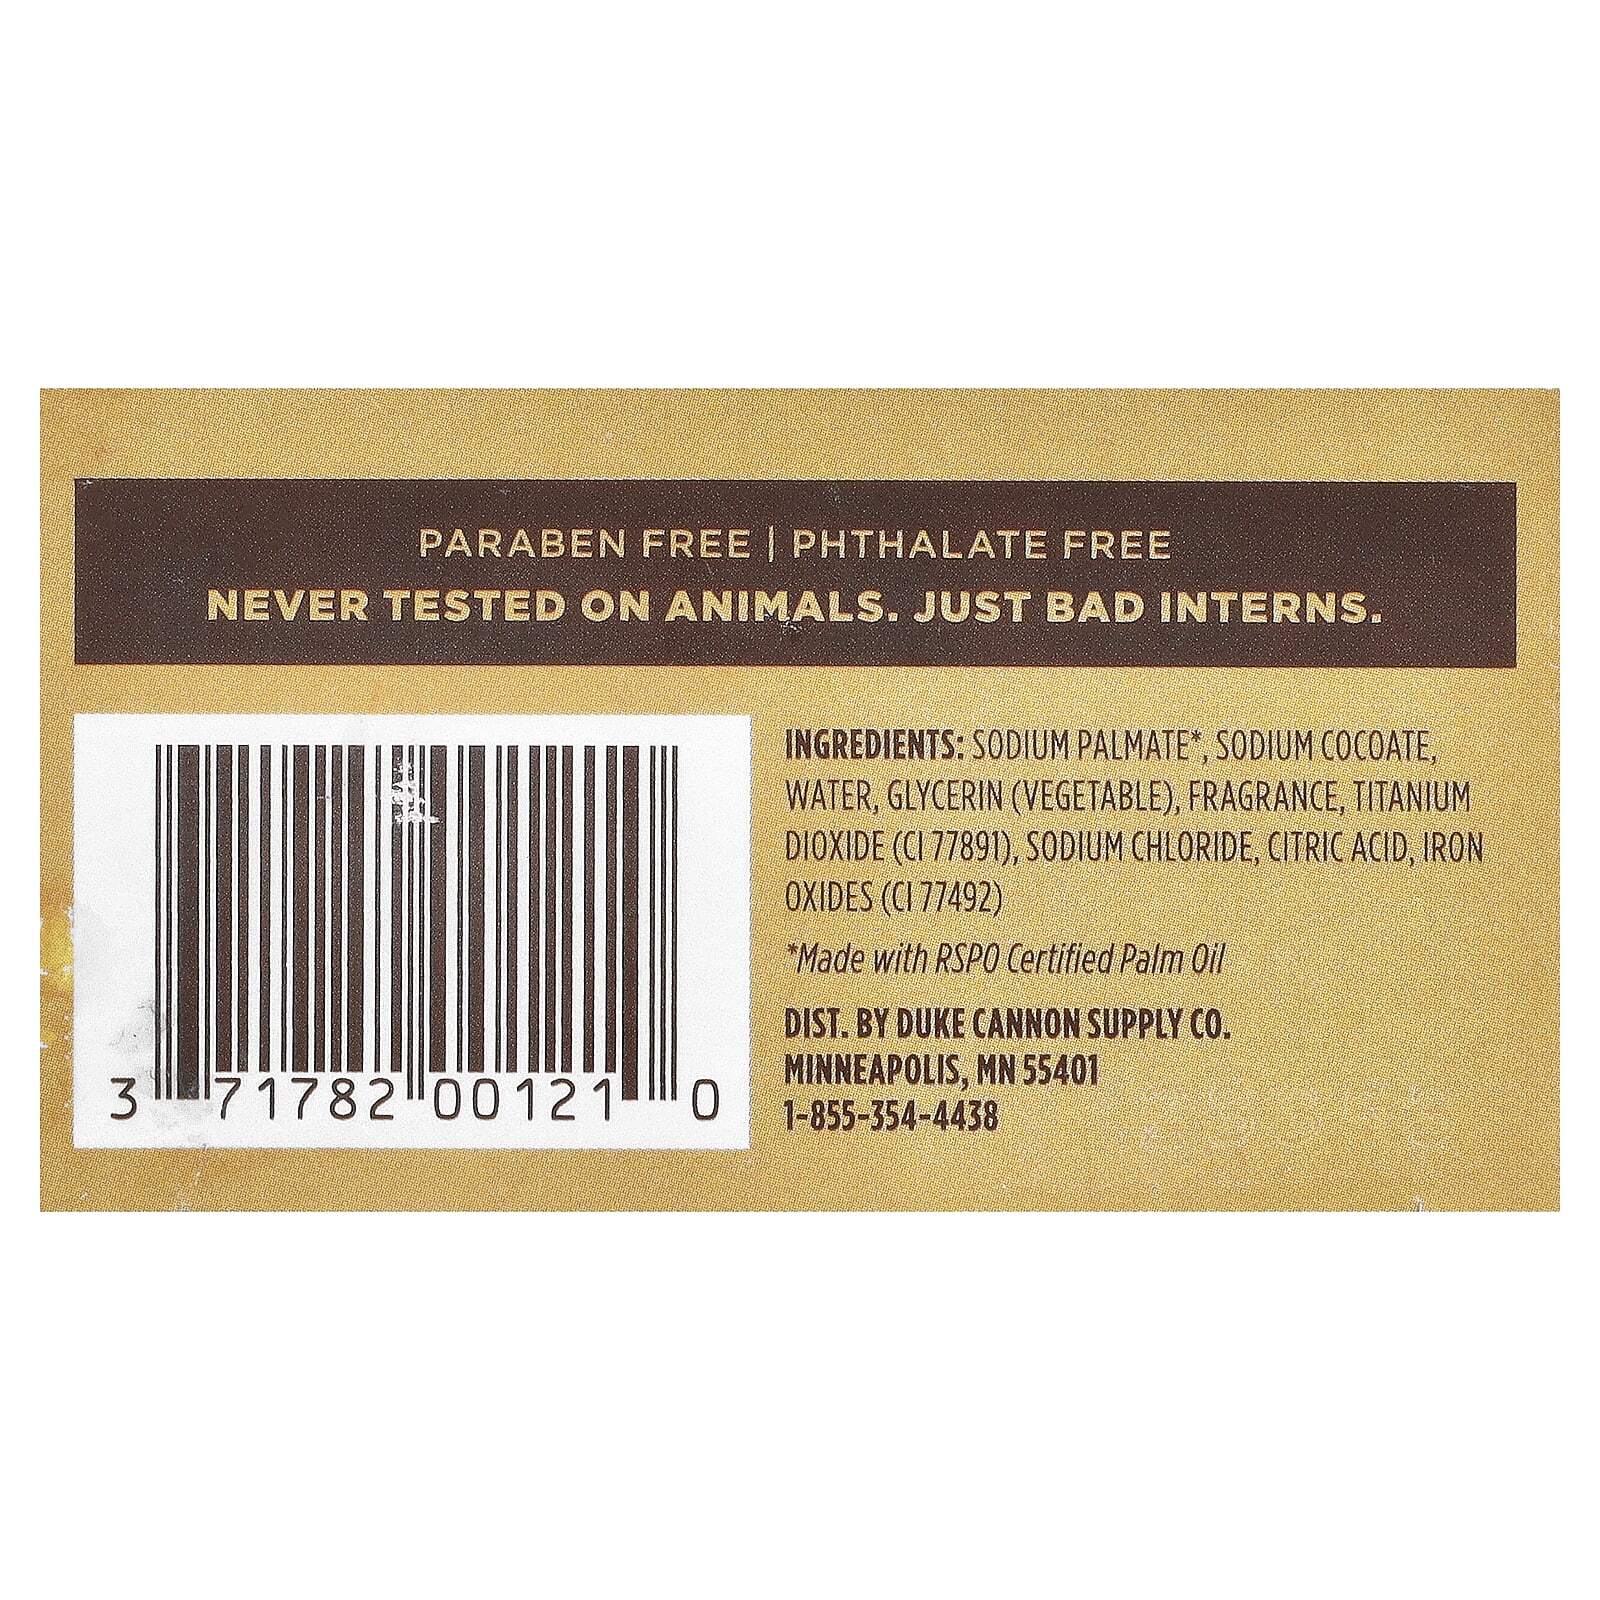 PARABEN FREE | PHTHALATE FREE
NEVER TESTED ON ANIMALS. JUST BAD INTERNS.
INGREDIENTS: SODIUM PALMATE*, SODIUM COCOATE,
WATER, GLYCERIN (VEGETABLE), FRAGRANCE, TITANIUM
DIOXIDE (CI 77891), SODIUM CHLORIDE, CITRIC ACID, IRON
OXIDES (CI 77492)
*Made with RSPO Certified Palm Oil
DIST. BY DUKE CANNON SUPPLY CO.
MINNEAPOLIS, MN 55401
1-855-354-4438
3 71782 00121 0